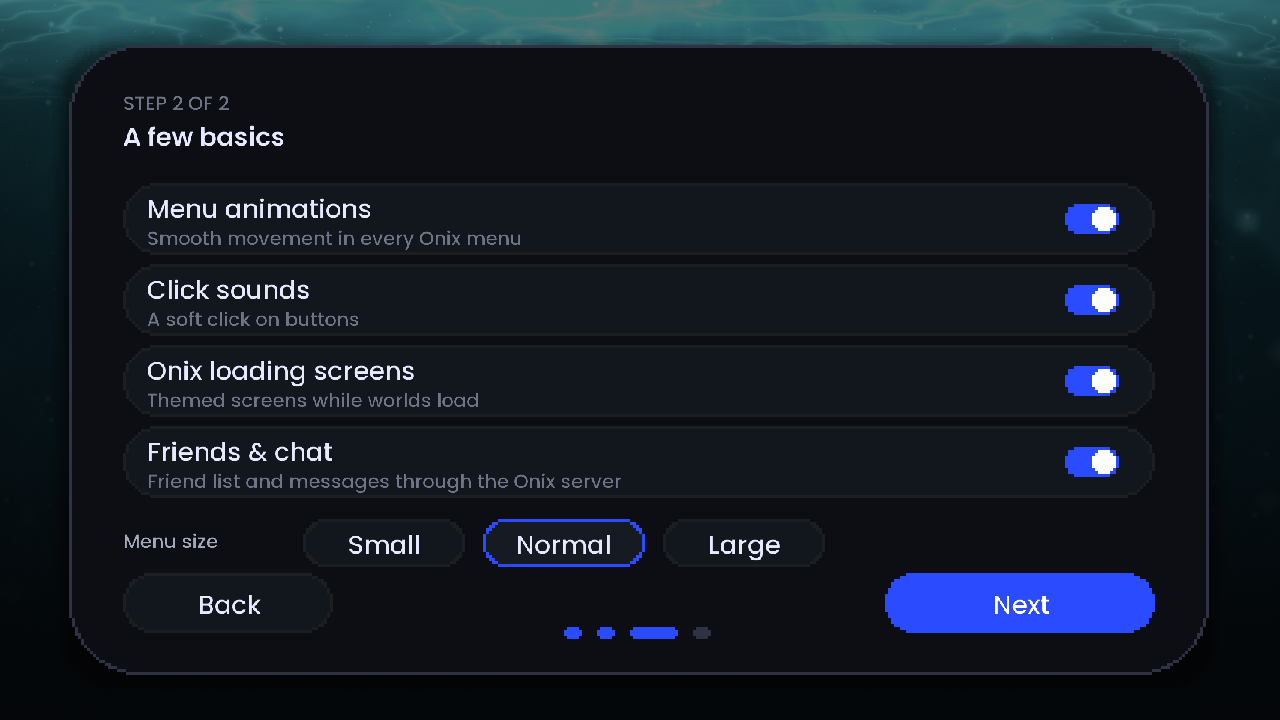 STEP 2 OF 2
A few basics
Menu animations
Smooth movement in every Onix menu
Click sounds
A soft click on buttons
Onix loading screens
Themed screens while worlds load
Friends & chat
Friend list and messages through the Onix server
Menu size Small Normal Large
Back Next